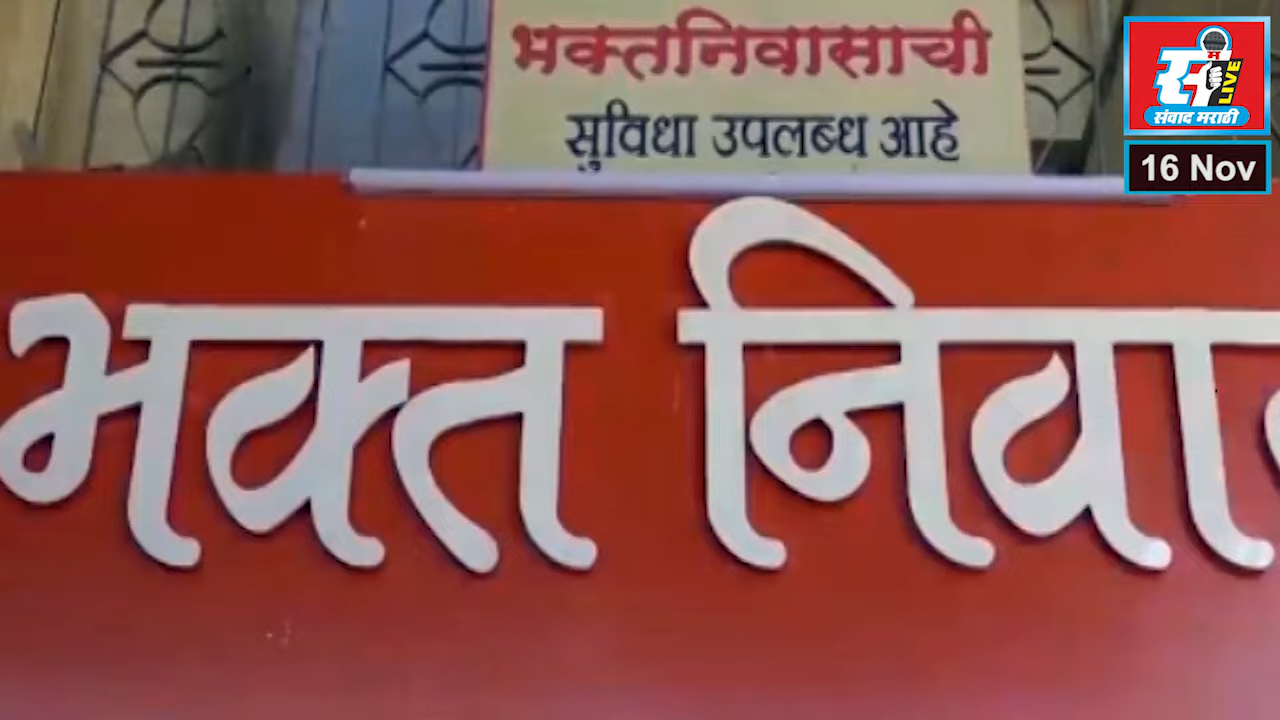 भक्तनिवासाची
सुविधा उपलब्ध आहे
भक्त निवा
LIVE
संवाद मराठी
16 Nov